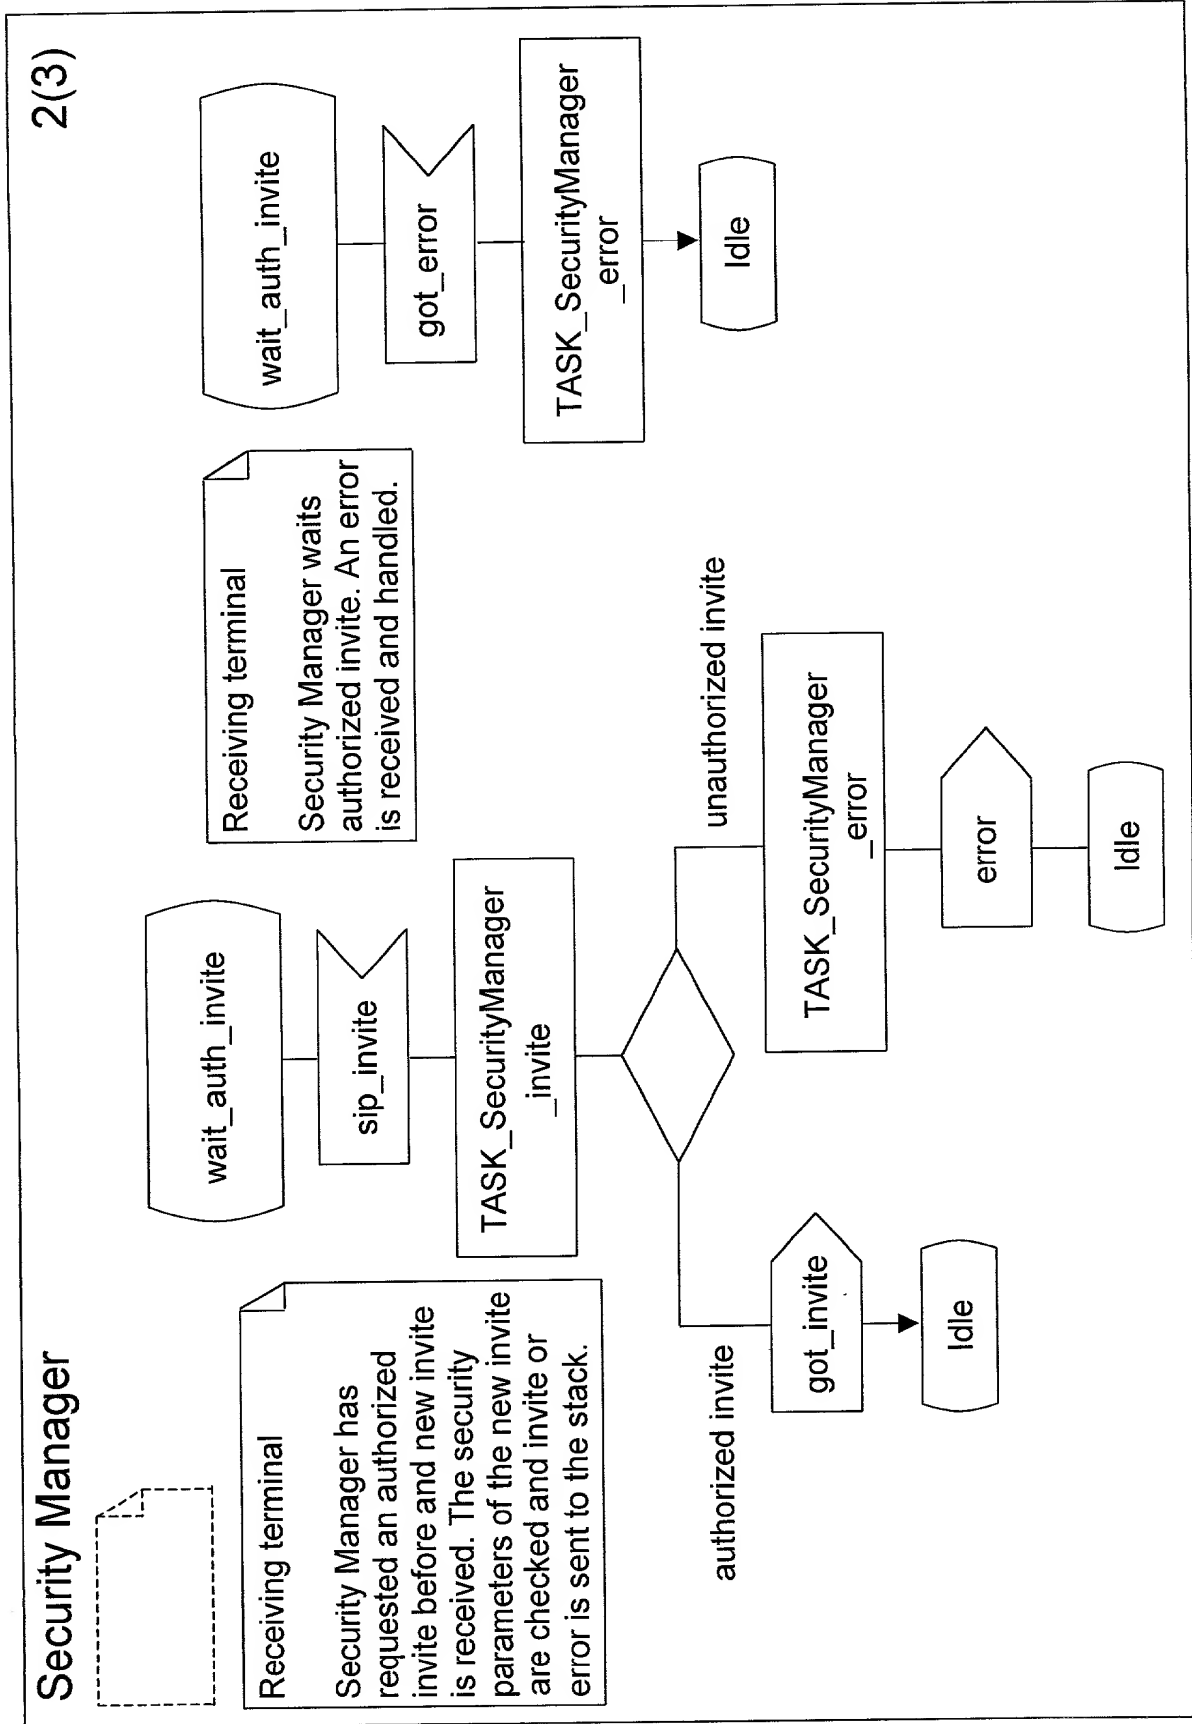 Security Manager
2(3)
Receiving terminal
Security Manager has
requested an authorized
invite before and new invite
is received. The security
parameters of the new invite
are checked and invite or
error is sent to the stack.
wait_auth_invite
sip_invite
TASK_SecurityManager
_invite
authorized invite
got_invite
Idle
unauthorized invite
TASK_SecurityManager
_error
error
Idle
Receiving terminal
Security Manager waits
authorized invite. An error
is received and handled.
wait_auth_invite
got_error
TASK_SecurityManager
_error
Idle